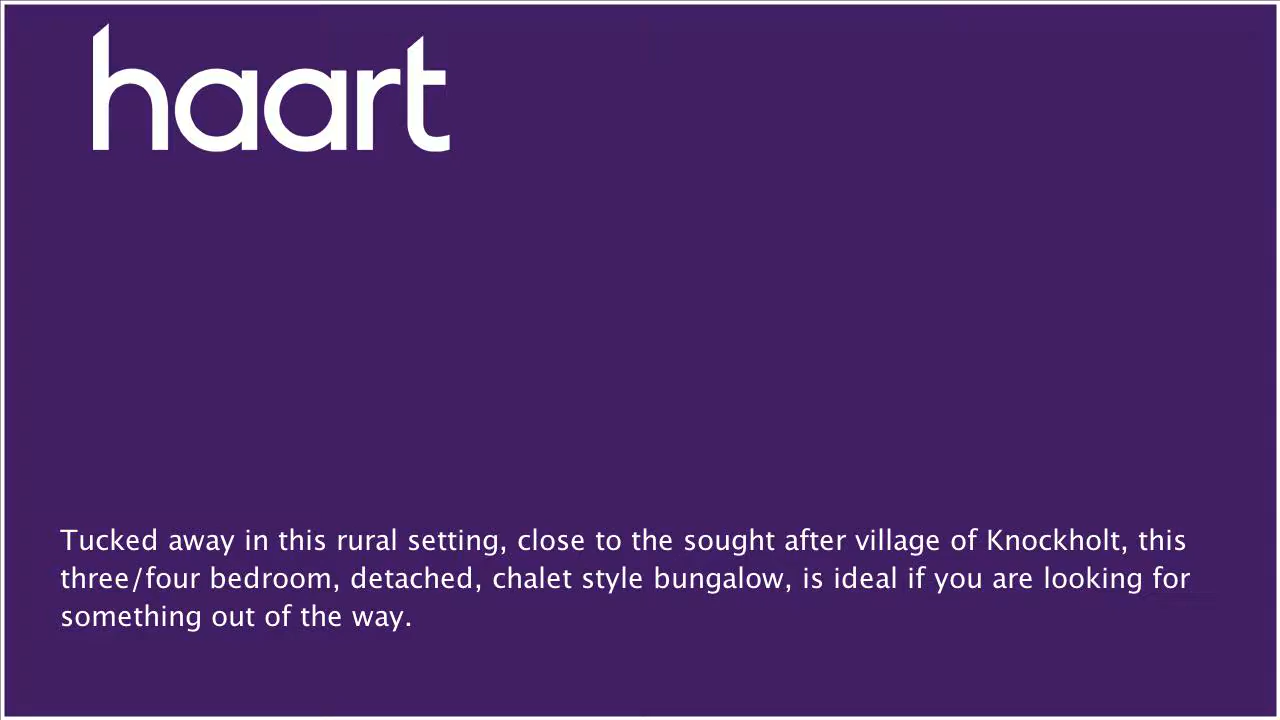 haart
Tucked away in this rural setting, close to the sought after village of Knockholt, this
three/four bedroom, detached, chalet style bungalow, is ideal if you are looking for
something out of the way.